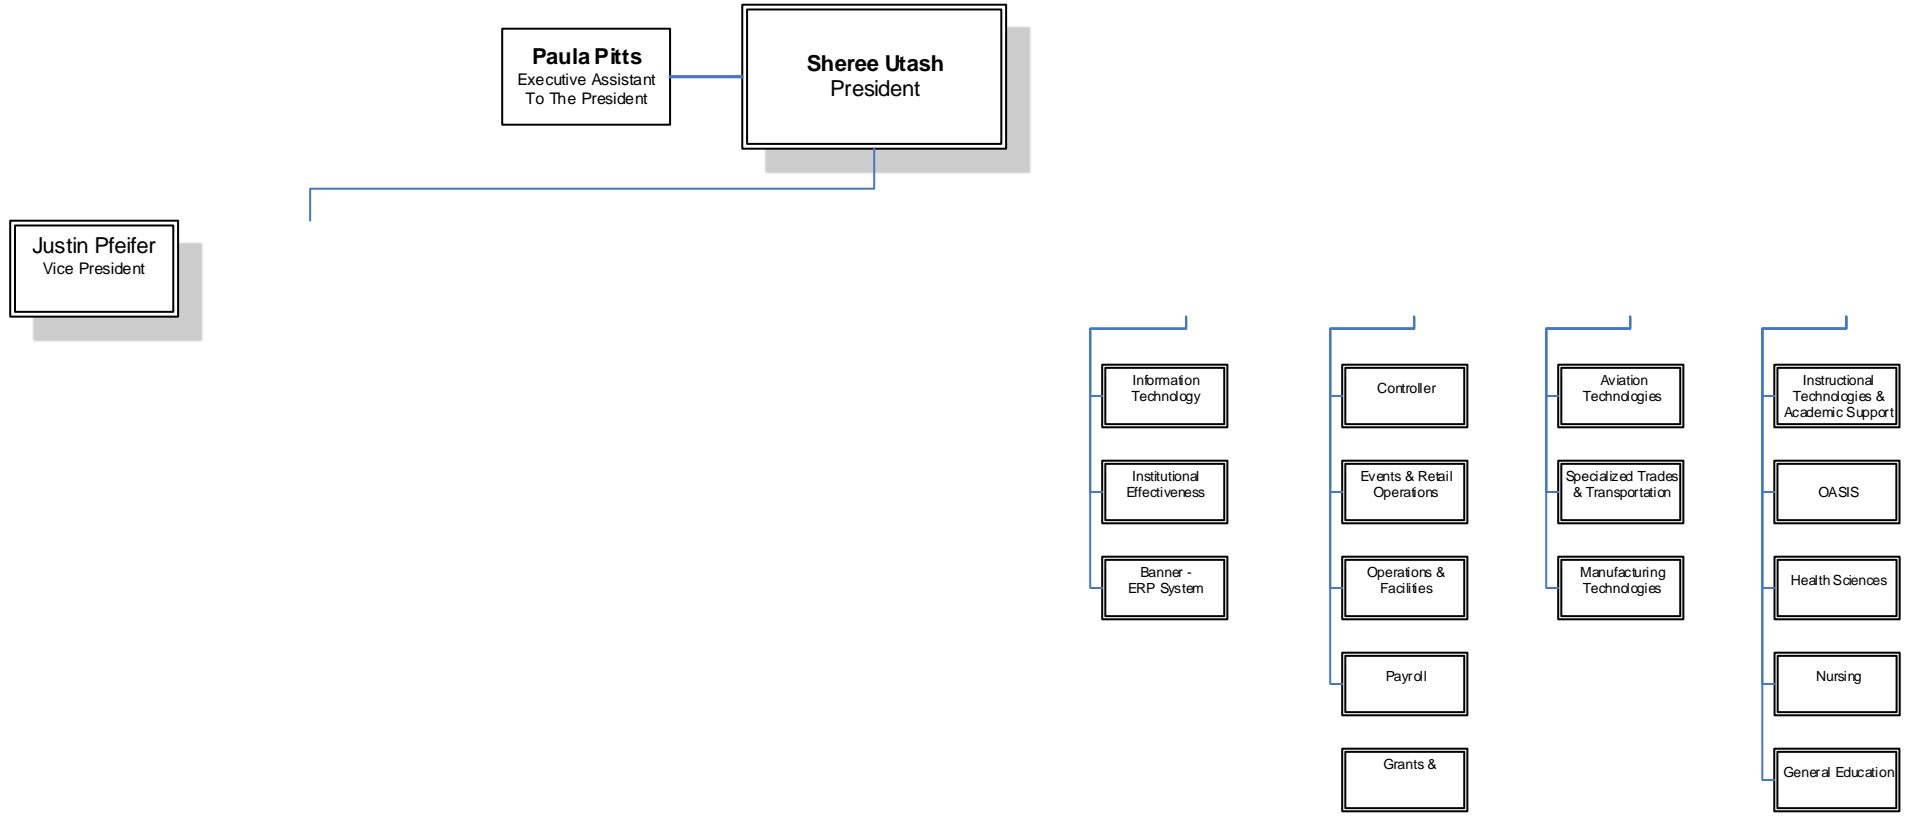 Paula Pitts
Executive Assistant
To The President
Sheree Utash
President
Justin Pfeifer
Vice President
Information
Technology
Institutional
Effectiveness
Banner -
ERP System
Controller
Events & Retail
Operations
Operations &
Facilities
Payroll
Grants &
Aviation
Technologies
Specialized Trades
& Transportation
Manufacturing
Technologies
Instructional
Technologies &
Academic Support
OASIS
Health Sciences
Nursing
General Education